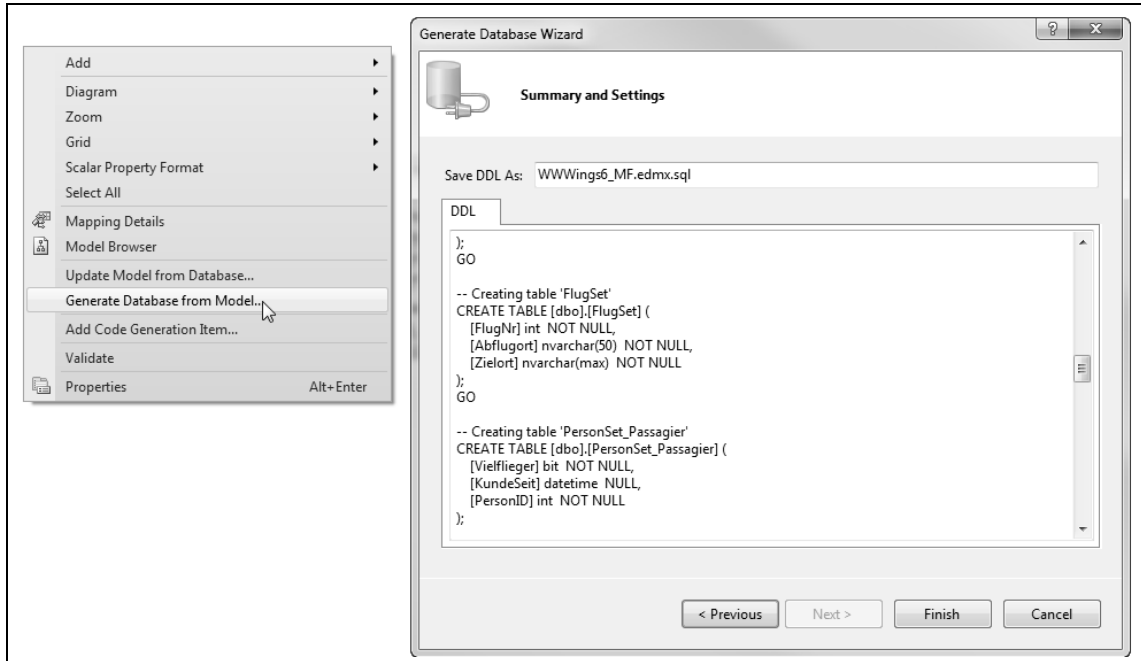 Add
Diagram
Zoom
Grid
Scalar Property Format
Select All
Mapping Details
Model Browser
Update Model from Database...
Generate Database from Model...
Add Code Generation Item...
Validate
Properties Alt+Enter
Generate Database Wizard
Summary and Settings
Save DDL As: WWWings6_MF.edmx.sql
DDL
);
GO
-- Creating table 'FlugSet'
CREATE TABLE [dbo].[FlugSet] (
[FlugNr] int NOT NULL,
[Abflugort] nvarchar(50) NOT NULL,
[Zielort] nvarchar(max) NOT NULL
);
GO
-- Creating table 'PersonSet_Passagier'
CREATE TABLE [dbo].[PersonSet_Passagier] (
[Vielflieger] bit NOT NULL,
[KundeSeit] datetime NULL,
[PersonID] int NOT NULL
);
< Previous Next > Finish Cancel